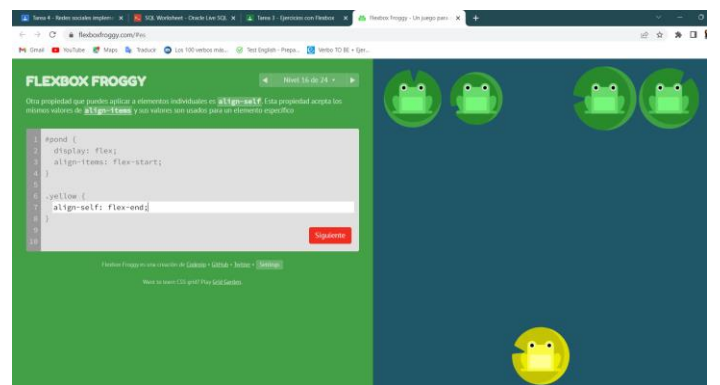 Tarea 4 - Redes sociales implem
SQL Worksheet - Oracle Live SQL
Tarea 3 - Ejercicios con Flexbox
Flexbox Froggy - Un juego para
flexboxfroggy.com/#es
Gmail
YouTube
Maps
Traducir
Los 100 verbos más...
Test English - Prepa...
Verbo TO BE • Ejer...
FLEXBOX FROGGY
Nivel 16 de 24
Otra propiedad que puedes aplicar a elementos individuales es align-self. Esta propiedad acepta los
mismos valores de align-items y sus valores son usados para un elemento específico
1 #pond {
2 display: flex;
3 align-items: flex-start;
4 }
5
6 .yellow {
7 align-self: flex-end;
8 }
9
10
Siguiente
Flexbox Froggy es una creación de Codepip • GitHub • Twitter • Settings
Want to learn CSS grid? Play Grid Garden.